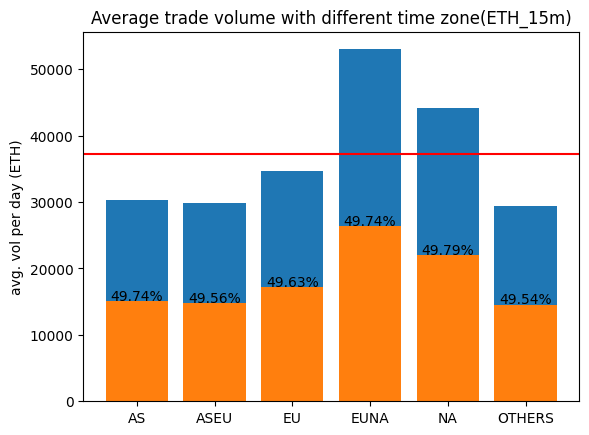 Average trade volume with different time zone(ETH_15m)
avg. vol per day (ETH)
50000
40000
30000
20000
10000
0
49.74%
49.56%
49.63%
49.74%
49.79%
49.54%
AS
ASEU
EU
EUNA
NA
OTHERS